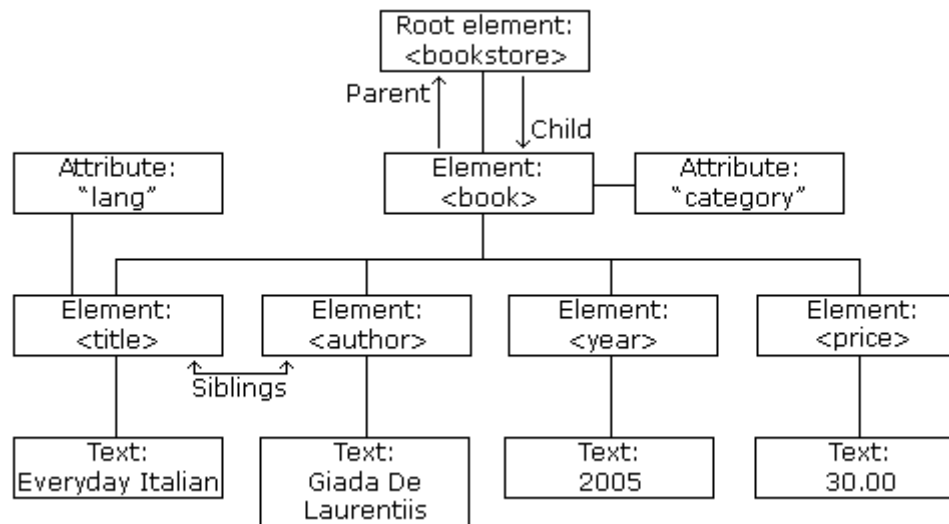 Root element:
<bookstore>
Parent
Child
Attribute:
“lang”
Element:
<book>
Attribute:
“category”
Element:
<title>
Element:
<author>
Element:
<year>
Element:
<price>
Siblings
Text:
Everyday Italian
Text:
Giada De
Laurentiis
Text:
2005
Text:
30.00